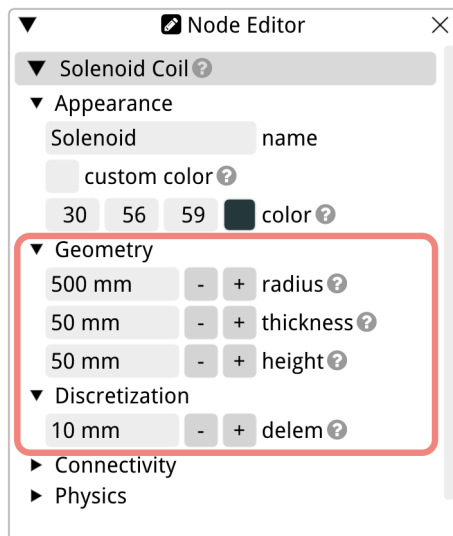 Node Editor
Solenoid Coil ?
Appearance
Solenoid name
custom color ?
30 56 59 color ?
Geometry
500 mm - + radius ?
50 mm - + thickness ?
50 mm - + height ?
Discretization
10 mm - + delem ?
Connectivity
Physics